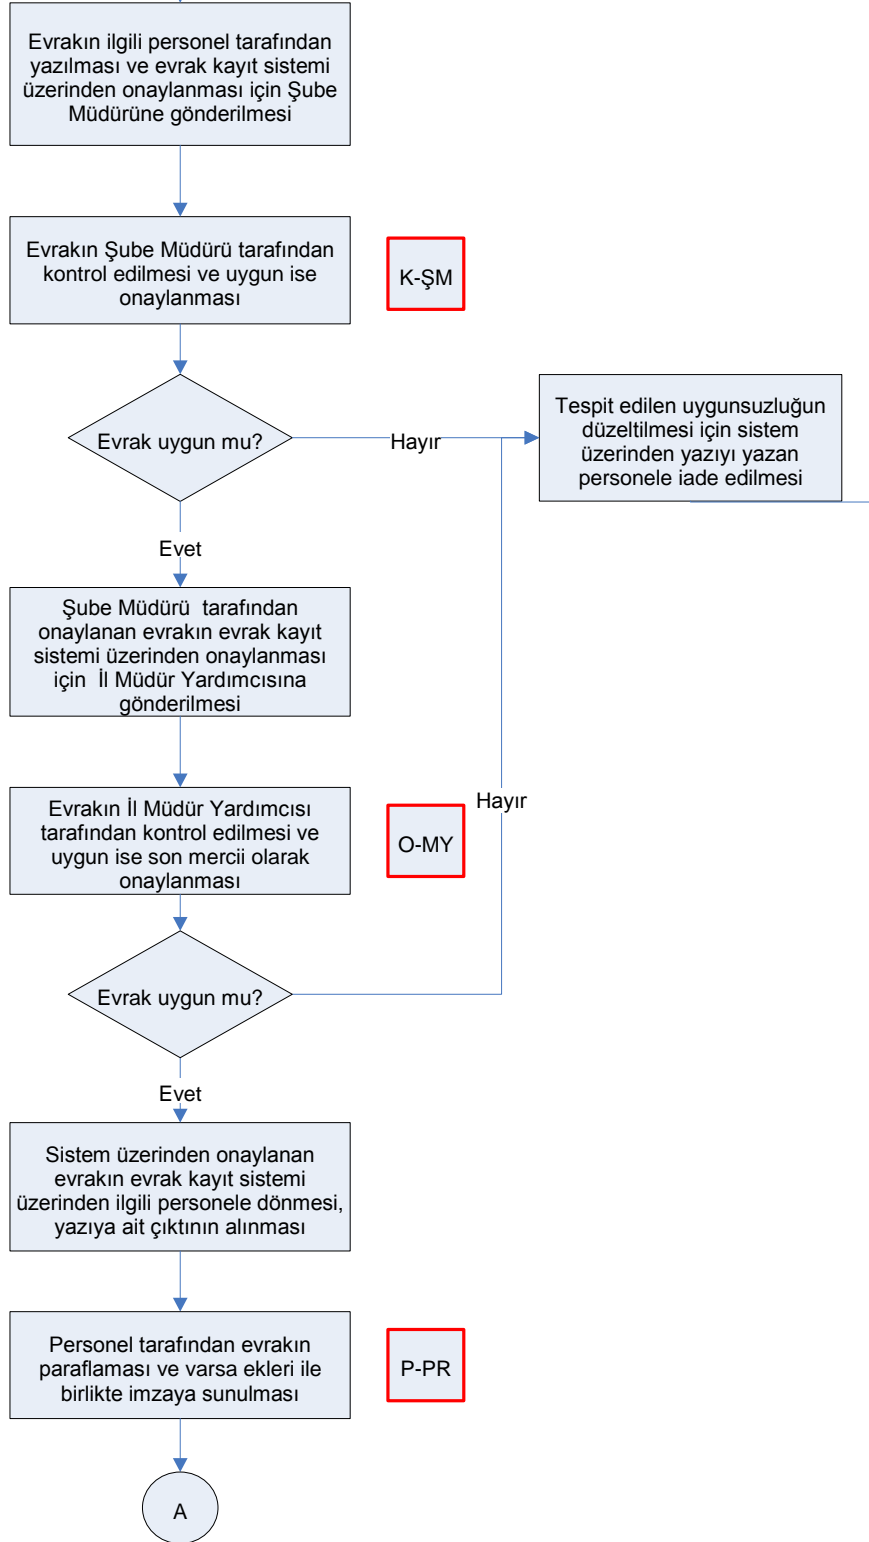 Evrakın ilgili personel tarafından
yazılması ve evrak kayıt sistemi
üzerinden onaylanması için Şube
Müdürüne gönderilmesi
Evrakın Şube Müdürü tarafından
kontrol edilmesi ve uygun ise
onaylanması
K-ŞM
Evrak uygun mu?
Hayır
Tespit edilen uygunsuzluğun
düzeltilmesi için sistem
üzerinden yazıyı yazan
personele iade edilmesi
Evet
Şube Müdürü  tarafından
onaylanan evrakın evrak kayıt
sistemi üzerinden onaylanması
için  İl Müdür Yardımcısına
gönderilmesi
Evrakın İl Müdür Yardımcısı
tarafından kontrol edilmesi ve
uygun ise son mercii olarak
onaylanması
O-MY
Hayır
Evrak uygun mu?
Evet
Sistem üzerinden onaylanan
evrakın evrak kayıt sistemi
üzerinden ilgili personele dönmesi,
yazıya ait çıktının alınması
Personel tarafından evrakın
paraflaması ve varsa ekleri ile
birlikte imzaya sunulması
P-PR
A